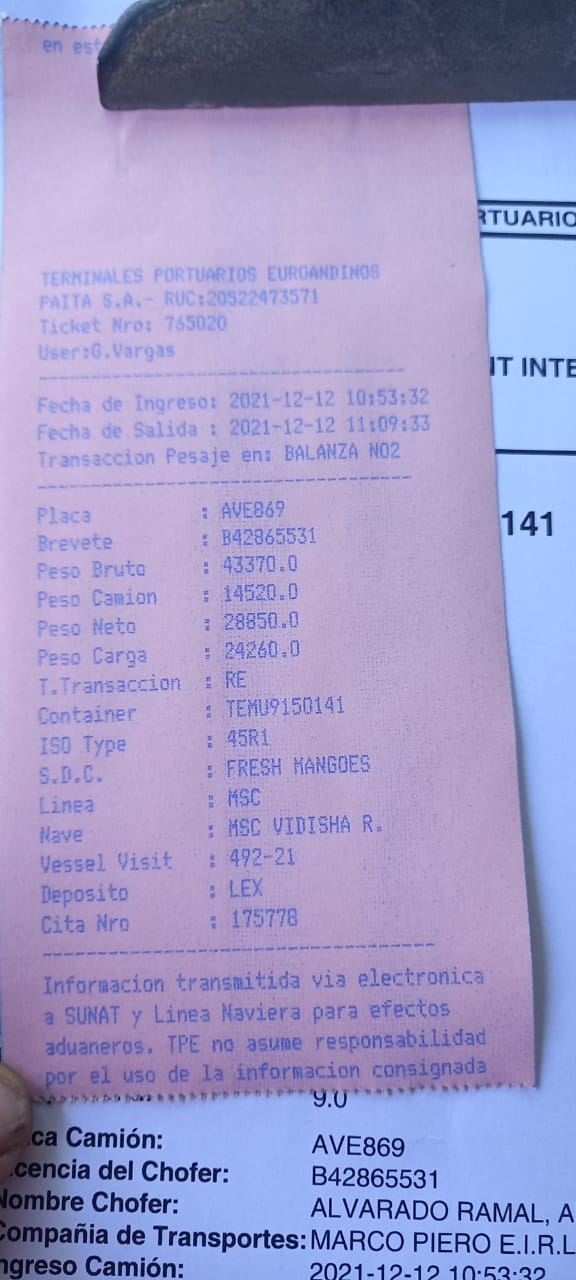 en est
TERMINALES PORTUARIOS EUROANDINOS
PAITA S.A.- RUC:20522473571
Ticket Nro: 765020
User:G.Vargas
Fecha de Ingreso: 2021-12-12 10:53:32
Fecha de Salida : 2021-12-12 11:09:33
Transaccion Pesaje en: BALANZA NO2
Placa : AVE869
Brevete : B42865531
Peso Bruto : 43370.0
Peso Camion : 14520.0
Peso Neto : 28850.0
Peso Carga : 24260.0
T.Transaccion : RE
Container : TEMU9150141
ISO Type : 45R1
S.D.C. : FRESH MANGOES
Linea : MSC
Nave : MSC VIDISHA R.
Vessel Visit : 492-21
Deposito : LEX
Cita Nro : 175778
Informacion transmitida via electronica
a SUNAT y Linea Naviera para efectos
aduaneros. TPE no asume responsabilidad
por el uso de la informacion consignada
RTUARIO
IT INTE
141
9.0
ca Camión: AVE869
cencia del Chofer: B42865531
Nombre Chofer: ALVARADO RAMAL, A
Compañia de Transportes: MARCO PIERO E.I.R.L
ngreso Camión: 2021-12-12 10:53:32